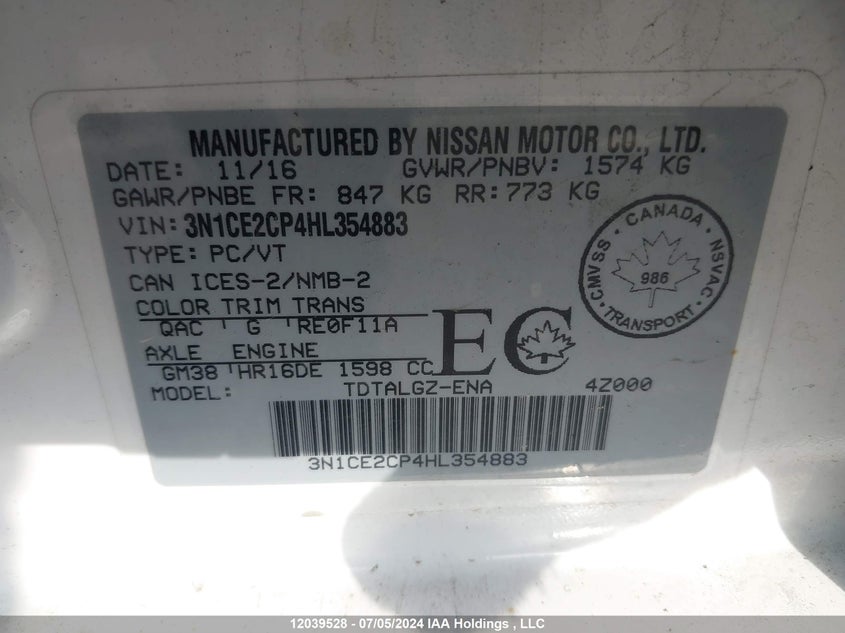 MANUFACTURED BY NISSAN MOTOR CO., LTD.
DATE: 11/16 GVWR/PNBV: 1574 KG
GAWR/PNBE FR: 847 KG RR: 773 KG
VIN: 3N1CE2CP4HL354883
TYPE: PC/VT
CAN ICES-2/NMB-2
COLOR TRIM TRANS
QAC G RE0F11A
AXLE ENGINE
GM38 HR16DE 1598 CC
MODEL: TDTALGZ-ENA 4Z000
EC
CANADA
CMVSS NSVAC
986
TRANSPORT
3N1CE2CP4HL354883
12039528 - 07/05/2024 IAA Holdings , LLC